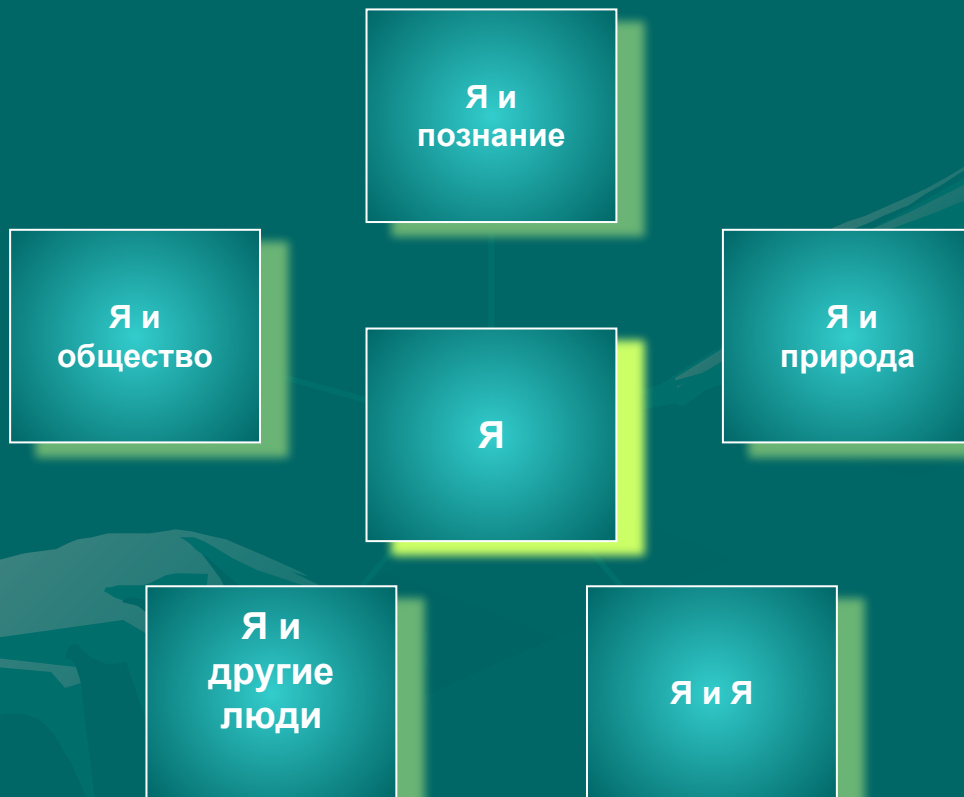 Я и
познание
Я и
общество
Я и
природа
Я
Я и
другие
люди
Я и Я